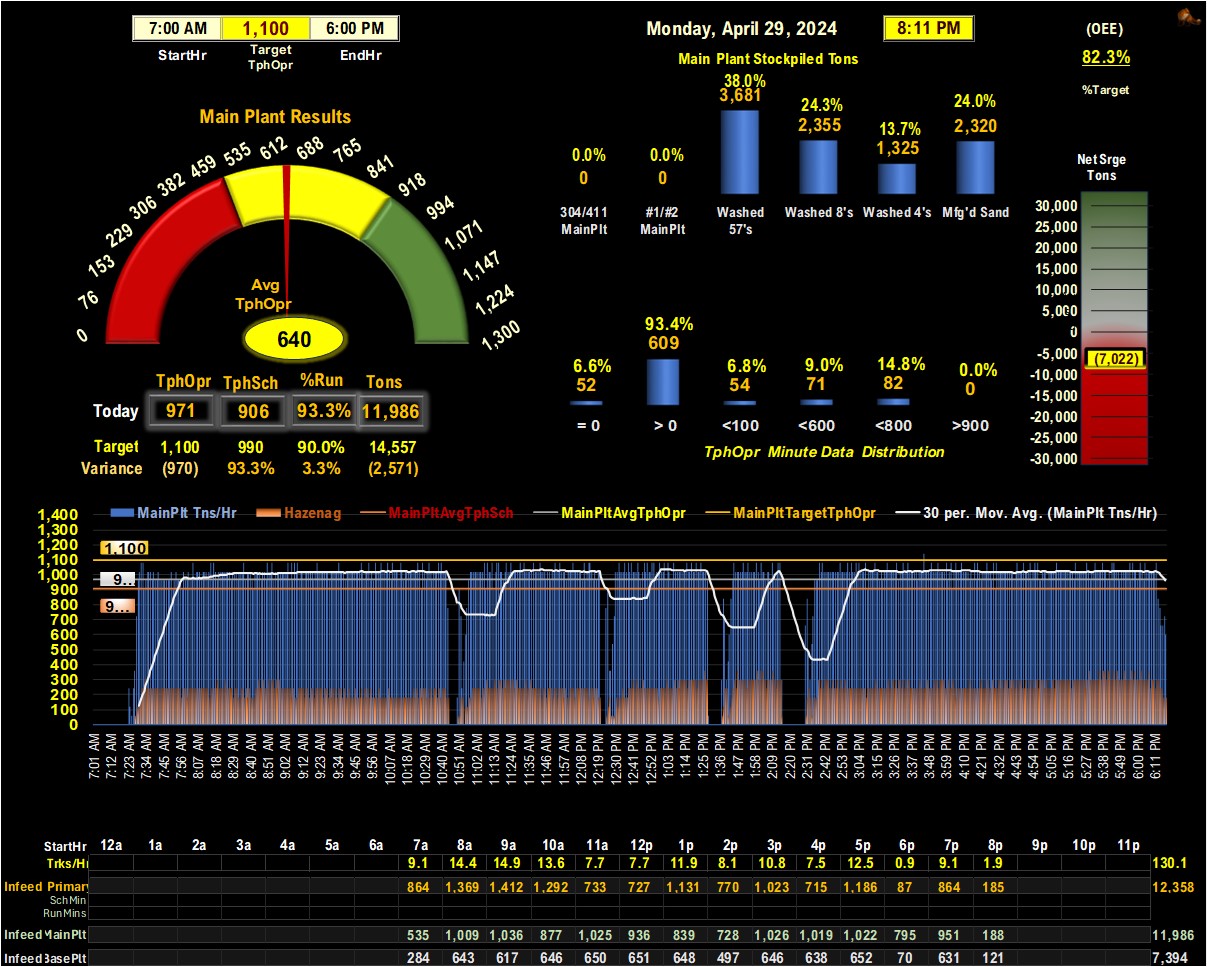 7:00 AM 1,100 6:00 PM
StartHr Target TphOpr EndHr
Monday, April 29, 2024 8:11 PM
(OEE)
82.3%
%Target
Main Plant Stockpiled Tons
38.0% 24.3% 13.7% 24.0%
3,681 2,355 1,325 2,320
0.0% 0.0%
0 0
304/411 MainPlt
#1/#2 MainPlt
Washed 57's
Washed 8's
Washed 4's
Mfg'd Sand
Main Plant Results
0 76 153 229 306 382 459 535 612 688 765 841 918 994 1,071 1,147 1,224 1,300
Avg
TphOpr
640
TphOpr TphSch %Run Tons
Today 971 906 93.3% 11,986
Target 1,100 990 90.0% 14,557
Variance (970) 93.3% 3.3% (2,571)
6.6% 93.4% 6.8% 9.0% 14.8% 0.0%
52 609 54 71 82 0
= 0 > 0 <100 <600 <800 >900
TphOpr Minute Data Distribution
Net Srge
Tons
30,000
25,000
20,000
15,000
10,000
5,000
0
-5,000
(7,022)
-10,000
-15,000
-20,000
-25,000
-30,000
MainPlt Tns/Hr Hazenag MainPltAvgTphSch MainPltAvgTphOpr MainPltTargetTphOpr 30 per. Mov. Avg. (MainPlt Tns/Hr)
1,400
1,300
1,200
1,100
1,000
900
800
700
600
500
400
300
200
100
0
1,100
9...
9...
7:01 AM 7:12 AM 7:23 AM 7:34 AM 7:45 AM 7:56 AM 8:07 AM 8:18 AM 8:29 AM 8:40 AM 8:51 AM 9:02 AM 9:12 AM 9:23 AM 9:34 AM 9:45 AM 9:56 AM 10:07 AM 10:18 AM 10:29 AM 10:40 AM 10:51 AM 11:02 AM 11:13 AM 11:24 AM 11:35 AM 11:46 AM 11:57 AM 12:08 PM 12:19 PM 12:30 PM 12:41 PM 12:52 PM 1:03 PM 1:14 PM 1:25 PM 1:36 PM 1:47 PM 1:58 PM 2:09 PM 2:20 PM 2:31 PM 2:42 PM 2:53 PM 3:04 PM 3:15 PM 3:26 PM 3:37 PM 3:48 PM 3:59 PM 4:10 PM 4:21 PM 4:32 PM 4:43 PM 4:54 PM 5:05 PM 5:16 PM 5:27 PM 5:38 PM 5:49 PM 6:00 PM 6:11 PM
StartHr 12a 1a 2a 3a 4a 5a 6a 7a 8a 9a 10a 11a 12p 1p 2p 3p 4p 5p 6p 7p 8p 9p 10p 11p
Trks/Hr 9.1 14.4 14.9 13.6 7.7 7.7 11.9 8.1 10.8 7.5 12.5 0.9 9.1 1.9 130.1
Infeed Primary 864 1,369 1,412 1,292 733 727 1,131 770 1,023 715 1,186 87 864 185 12,358
SchMin
RunMins
Infeed MainPlt 535 1,009 1,036 877 1,025 936 839 728 1,026 1,019 1,022 795 951 188 11,986
Infeed BasePlt 284 643 617 646 650 651 648 497 646 638 652 70 631 121 7,394